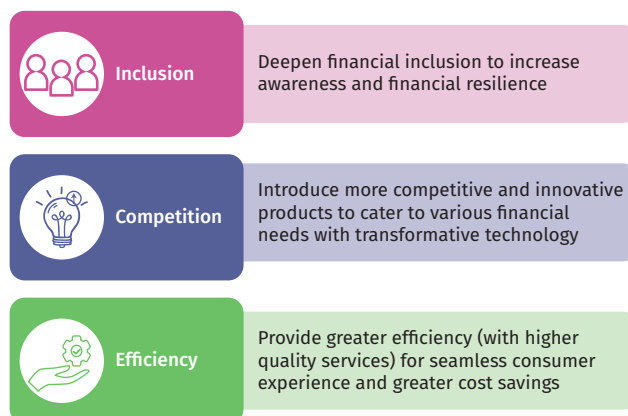 Inclusion
Deepen financial inclusion to increase
awareness and financial resilience
Competition
Introduce more competitive and innovative
products to cater to various financial
needs with transformative technology
Efficiency
Provide greater efficiency (with higher
quality services) for seamless consumer
experience and greater cost savings